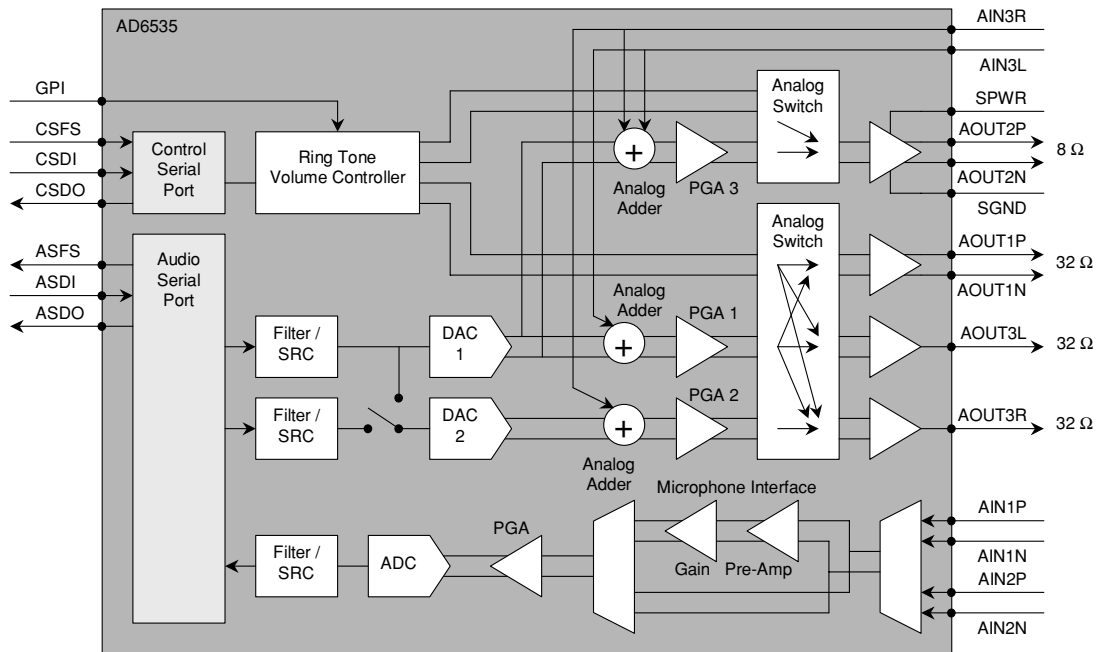 AD6535
AIN3R
AIN3L
GPI
CSFS
CSDI
CSDO
Control
Serial
Port
Ring Tone
Volume Controller
+
Analog
Adder
PGA 3
Analog
Switch
SPWR
AOUT2P
8 Ω
AOUT2N
SGND
ASFS
ASDI
ASDO
Audio
Serial
Port
Analog
Switch
AOUT1P
32 Ω
AOUT1N
Filter /
SRC
DAC
1
Analog
Adder
+
PGA 1
AOUT3L
32 Ω
Filter /
SRC
DAC
2
+
Analog
Adder
PGA 2
AOUT3R
32 Ω
Microphone Interface
Gain
Pre-Amp
AIN1P
AIN1N
AIN2P
AIN2N
Filter /
SRC
ADC
PGA